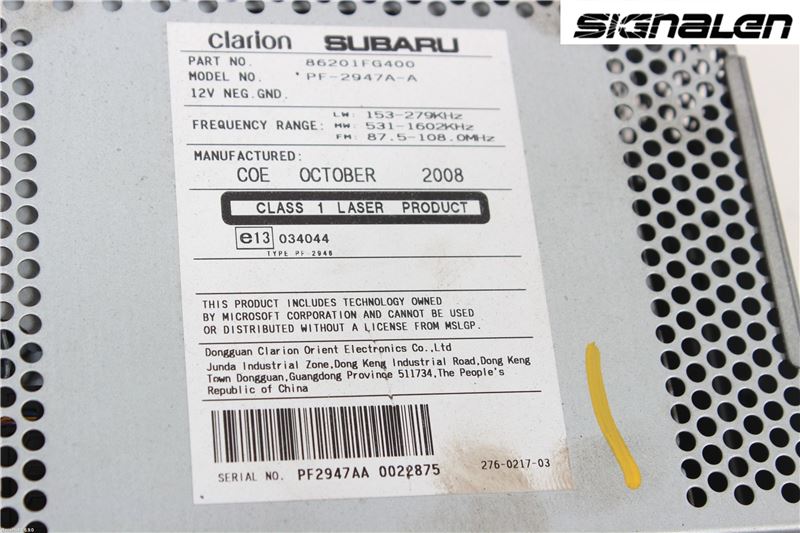 SIGNALEN
clarion SUBARU
PART NO. 86201FG400
MODEL NO. PF-2947A-A
12V NEG.GND.
FREQUENCY RANGE: LW: 153-279KHz
MW: 531-1602KHz
FM: 87.5-108.0MHz
MANUFACTURED:
COE OCTOBER 2008
CLASS 1 LASER PRODUCT
e13 034044
TYPE PF-2946
THIS PRODUCT INCLUDES TECHNOLOGY OWNED
BY MICROSOFT CORPORATION AND CANNOT BE USED
OR DISTRIBUTED WITHOUT A LICENSE FROM MSLGP.
Dongguan Clarion Orient Electronics Co.,Ltd
Junda Industrial Zone,Dong Keng Industrial Road,Dong Keng
Town Dongguan,Guangdong Province 511734,The People's
Republic of China
SERIAL NO. PF2947AA 0022875
276-0217-03